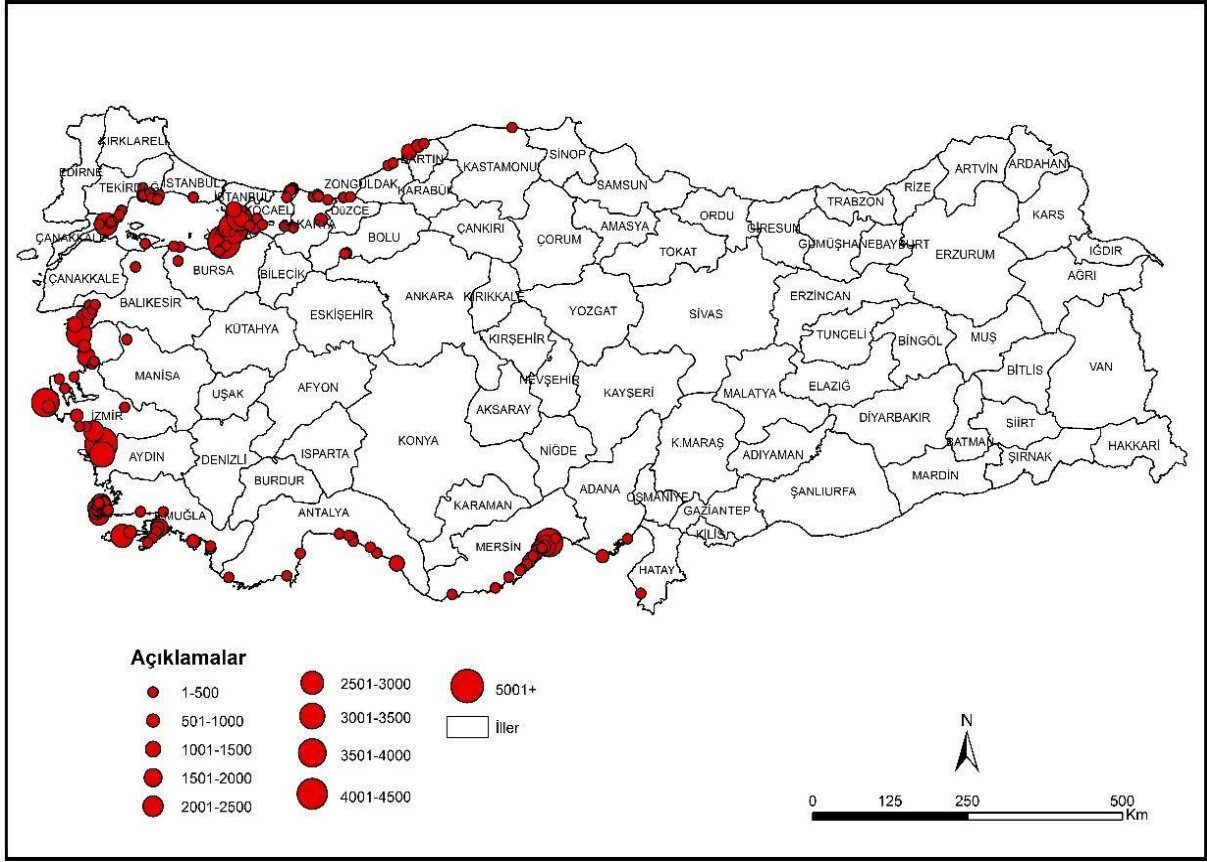 KIRKLARELİ
EDİRNE
TEKİRDAĞ
İSTANBUL
İSTANBUL
KOCAELİ
SAKARYA
DÜZCE
ZONGULDAK
BARTIN
KARABÜK
KASTAMONU
SİNOP
SAMSUN
ORDU
GİRESUN
TRABZON
RİZE
ARTVİN
ARDAHAN
KARS
IĞDIR
AĞRI
ÇANAKKALE
ÇANAKKALE
BALIKESİR
BURSA
BİLECİK
BOLU
ÇANKIRI
ÇORUM
AMASYA
TOKAT
GÜMÜŞHANE
BAYBURT
ERZURUM
ERZİNCAN
KÜTAHYA
ESKİŞEHİR
ANKARA
KIRIKKALE
KIRŞEHİR
YOZGAT
SİVAS
TUNCELİ
BİNGÖL
MUŞ
BİTLİS
VAN
MANİSA
UŞAK
AFYON
NEVŞEHİR
AKSARAY
KAYSERİ
MALATYA
ELAZIĞ
DİYARBAKIR
BATMAN
SİİRT
ŞIRNAK
HAKKARİ
İZMİR
AYDIN
DENİZLİ
ISPARTA
BURDUR
KONYA
NİĞDE
ADANA
K.MARAŞ
ADIYAMAN
ŞANLIURFA
MARDİN
MUĞLA
ANTALYA
KARAMAN
MERSİN
OSMANİYE
GAZİANTEP
KİLİS
HATAY
Açıklamalar
1-500
501-1000
1001-1500
1501-2000
2001-2500
2501-3000
3001-3500
3501-4000
4001-4500
5001+
İller
N
0 125 250 500
Km